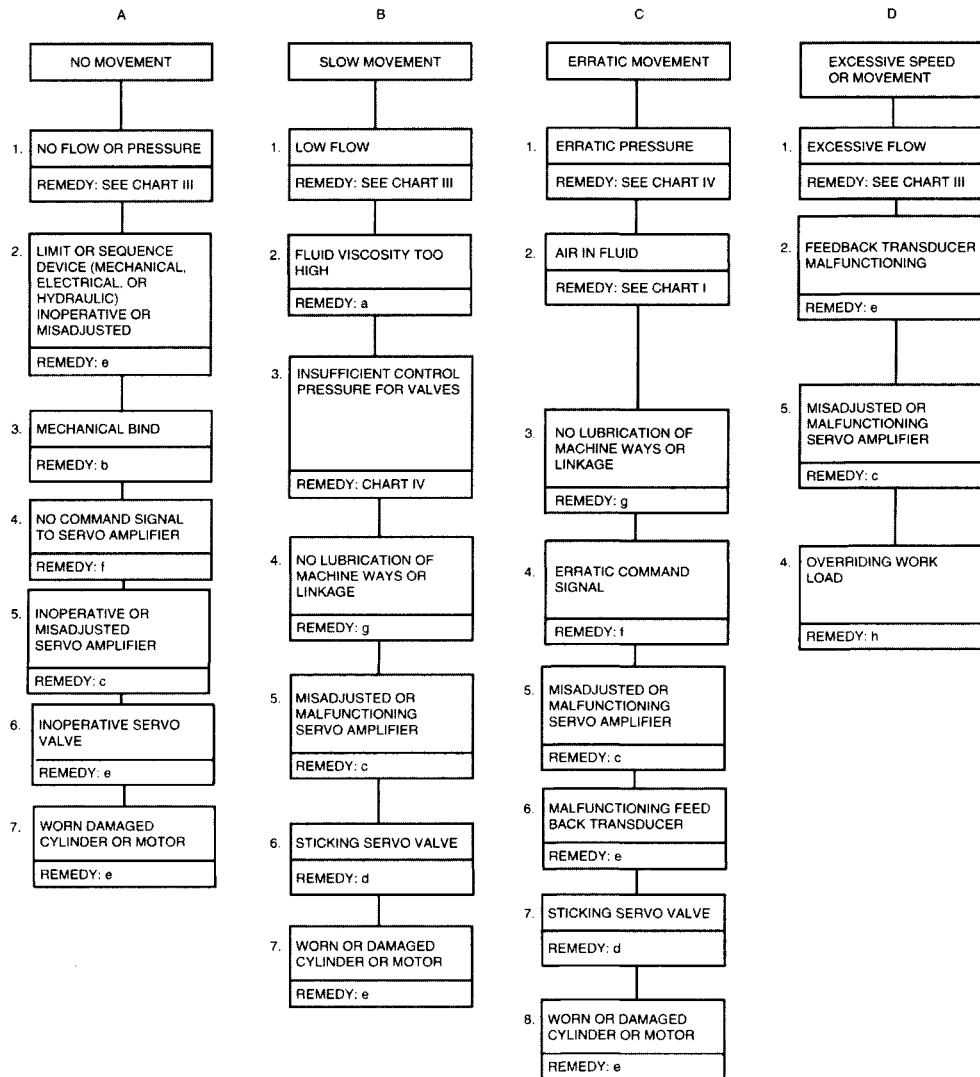 A
NO MOVEMENT
1. NO FLOW OR PRESSURE
REMEDY: SEE CHART III
2. LIMIT OR SEQUENCE
DEVICE (MECHANICAL,
ELECTRICAL, OR
HYDRAULIC)
INOPERATIVE OR
MISADJUSTED
REMEDY: e
3. MECHANICAL BIND
REMEDY: b
4. NO COMMAND SIGNAL
TO SERVO AMPLIFIER
REMEDY: f
5. INOPERATIVE OR
MISADJUSTED
SERVO AMPLIFIER
REMEDY: c
6. INOPERATIVE SERVO
VALVE
REMEDY: e
7. WORN DAMAGED
CYLINDER OR MOTOR
REMEDY: e
B
SLOW MOVEMENT
1. LOW FLOW
REMEDY: SEE CHART III
2. FLUID VISCOSITY TOO
HIGH
REMEDY: a
3. INSUFFICIENT CONTROL
PRESSURE FOR VALVES
REMEDY: CHART IV
4. NO LUBRICATION OF
MACHINE WAYS OR
LINKAGE
REMEDY: g
5. MISADJUSTED OR
MALFUNCTIONING
SERVO AMPLIFIER
REMEDY: c
6. STICKING SERVO VALVE
REMEDY: d
7. WORN OR DAMAGED
CYLINDER OR MOTOR
REMEDY: e
C
ERRATIC MOVEMENT
1. ERRATIC PRESSURE
REMEDY: SEE CHART IV
2. AIR IN FLUID
REMEDY: SEE CHART I
3. NO LUBRICATION OF
MACHINE WAYS OR
LINKAGE
REMEDY: g
4. ERRATIC COMMAND
SIGNAL
REMEDY: f
5. MISADJUSTED OR
MALFUNCTIONING
SERVO AMPLIFIER
REMEDY: c
6. MALFUNCTIONING FEED
BACK TRANSDUCER
REMEDY: e
7. STICKING SERVO VALVE
REMEDY: d
8. WORN OR DAMAGED
CYLINDER OR MOTOR
REMEDY: e
D
EXCESSIVE SPEED
OR MOVEMENT
1. EXCESSIVE FLOW
REMEDY: SEE CHART III
2. FEEDBACK TRANSDUCER
MALFUNCTIONING
REMEDY: e
5. MISADJUSTED OR
MALFUNCTIONING
SERVO AMPLIFIER
REMEDY: c
4. OVERRIDING WORK
LOAD
REMEDY: h